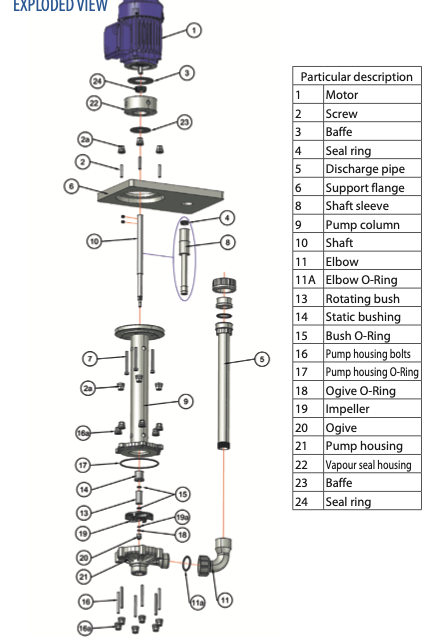 EXPLODED VIEW
1
3
24
22
23
2a
2
6
4
10
8
7
5
2a
9
16a
17
14
15
13
19a
19
18
20
21
16
11a
11
16a
Particular description
1 Motor
2 Screw
3 Baffe
4 Seal ring
5 Discharge pipe
6 Support flange
8 Shaft sleeve
9 Pump column
10 Shaft
11 Elbow
11A Elbow O-Ring
13 Rotating bush
14 Static bushing
15 Bush O-Ring
16 Pump housing bolts
17 Pump housing O-Ring
18 Ogive O-Ring
19 Impeller
20 Ogive
21 Pump housing
22 Vapour seal housing
23 Baffe
24 Seal ring